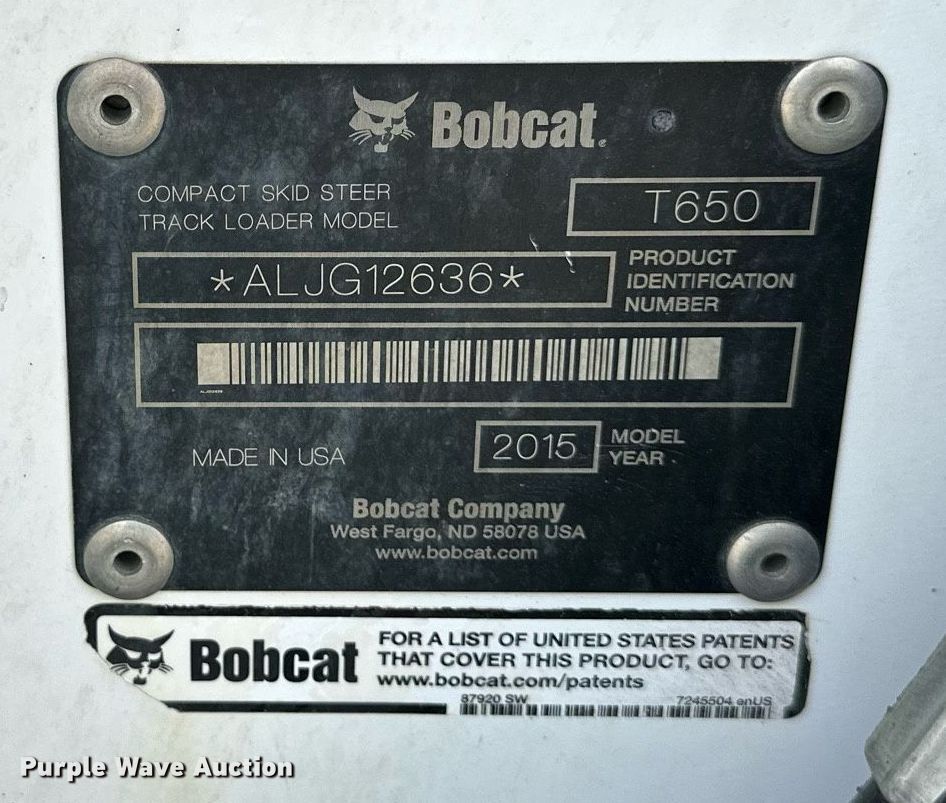 Bobcat
COMPACT SKID STEER
TRACK LOADER MODEL
T650
*ALJG12636*
PRODUCT
IDENTIFICATION
NUMBER
MADE IN USA
2015
MODEL
YEAR
Bobcat Company
West Fargo, ND 58078 USA
www.bobcat.com
Bobcat
FOR A LIST OF UNITED STATES PATENTS
THAT COVER THIS PRODUCT, GO TO:
www.bobcat.com/patents
87920 SW
7245504 enUS
Purple Wave Auction